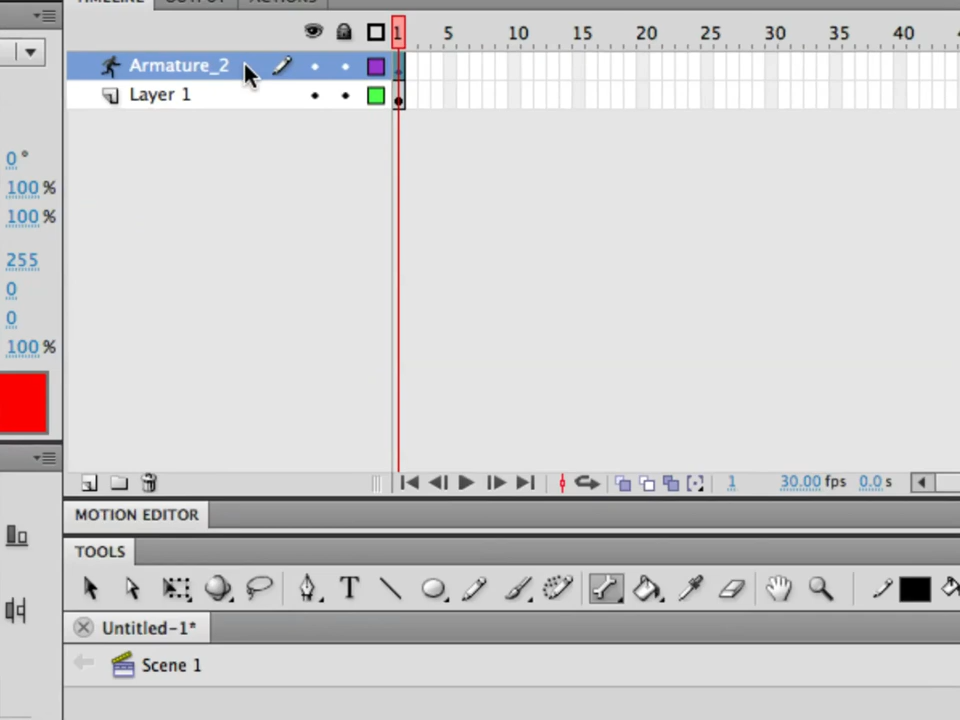 TIMELINE OUTPUT ACTIONS
1 5 10 15 20 25 30 35 40
Armature_2
Layer 1
0°
100 %
100 %
255
0
0
100 %
1 30.00 fps 0.0 s
MOTION EDITOR
TOOLS
Untitled-1*
Scene 1